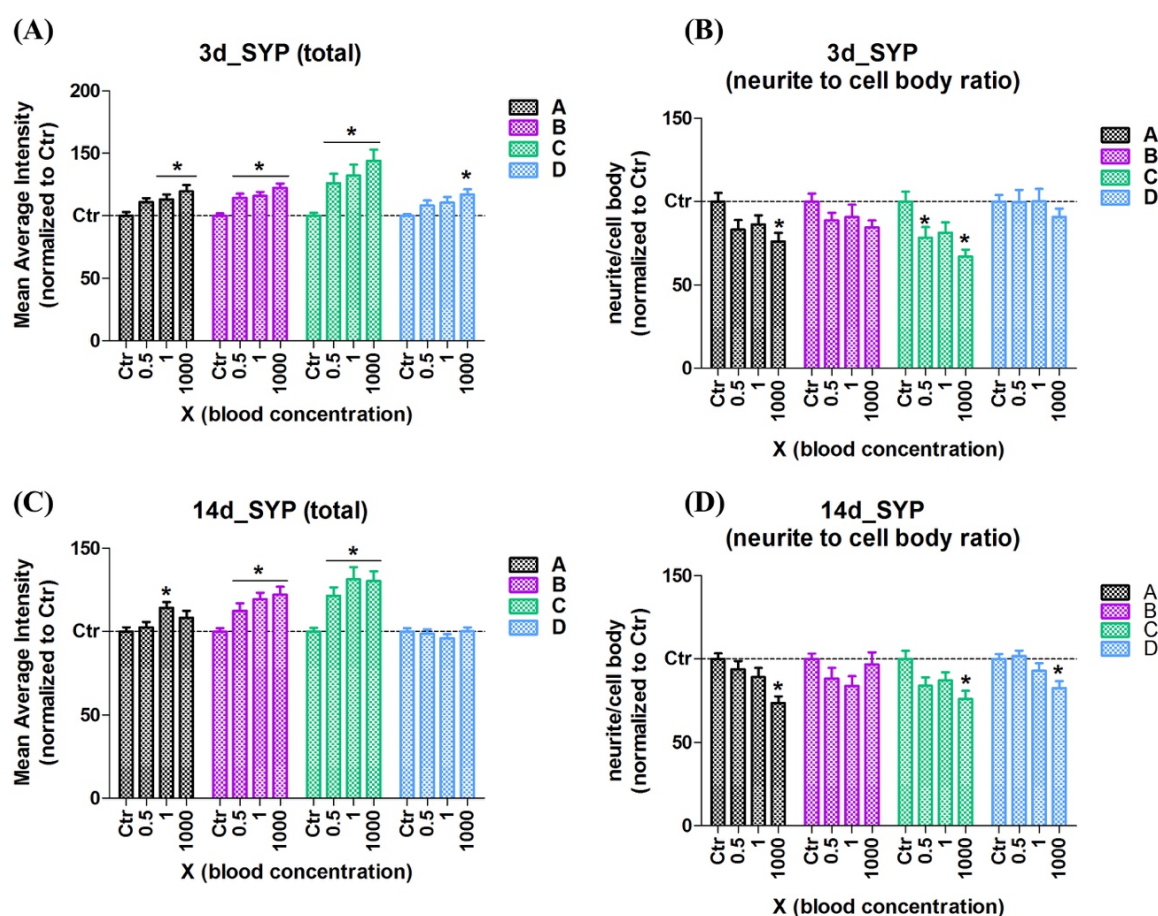 (A)
3d_SYP (total)
Mean Average Intensity
(normalized to Ctr)
200
150
Ctr
50
0
* * * *
Ctr 0.5 1 1000 Ctr 0.5 1 1000 Ctr 0.5 1 1000 Ctr 0.5 1 1000
X (blood concentration)
A
B
C
D
(B)
3d_SYP
(neurite to cell body ratio)
neurite/cell body
(normalized to Ctr)
150
Ctr
50
0
* * *
Ctr 0.5 1 1000 Ctr 0.5 1 1000 Ctr 0.5 1 1000 Ctr 0.5 1 1000
X (blood concentration)
A
B
C
D
(C)
14d_SYP (total)
Mean Average Intensity
(normalized to Ctr)
150
Ctr
50
0
* * *
Ctr 0.5 1 1000 Ctr 0.5 1 1000 Ctr 0.5 1 1000 Ctr 0.5 1 1000
X (blood concentration)
A
B
C
D
(D)
14d_SYP
(neurite to cell body ratio)
neurite/cell body
(normalized to Ctr)
150
Ctr
50
0
* * *
Ctr 0.5 1 1000 Ctr 0.5 1 1000 Ctr 0.5 1 1000 Ctr 0.5 1 1000
X (blood concentration)
A
B
C
D